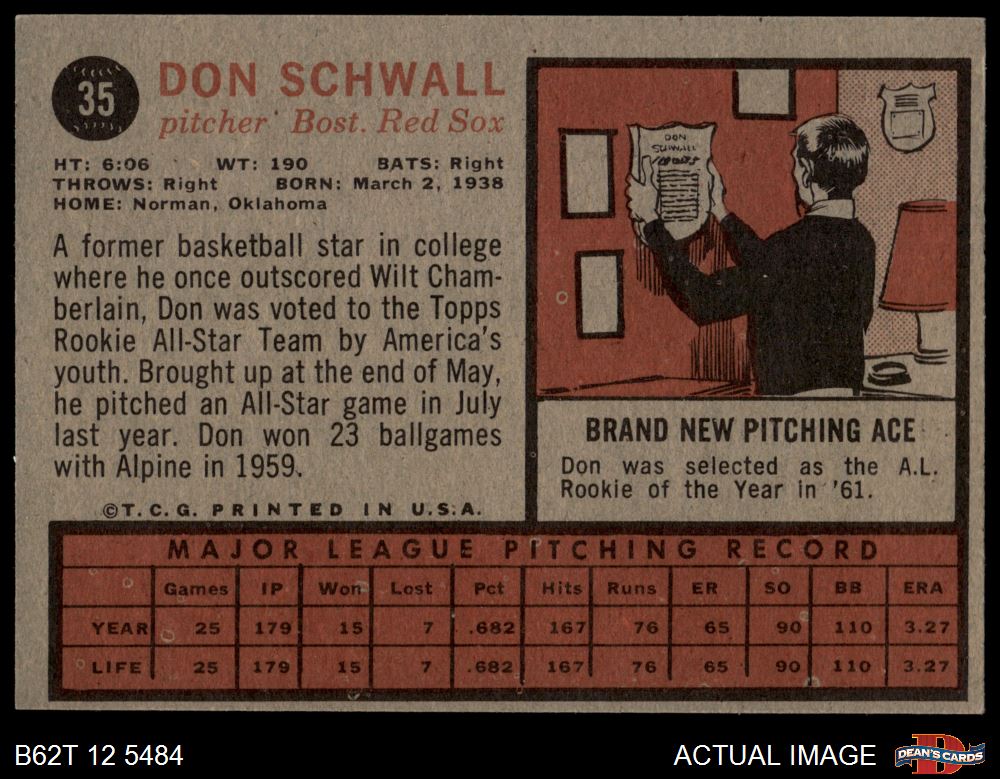 35
DON SCHWALL
pitcher Bost. Red Sox
HT: 6:06 WT: 190 BATS: Right
THROWS: Right BORN: March 2, 1938
HOME: Norman, Oklahoma
A former basketball star in college
where he once outscored Wilt Cham-
berlain, Don was voted to the Topps
Rookie All-Star Team by America's
youth. Brought up at the end of May,
he pitched an All-Star game in July
last year. Don won 23 ballgames
with Alpine in 1959.
©T.C.G. PRINTED IN U.S.A.
DON
SCHWALL
BRAND NEW PITCHING ACE
Don was selected as the A.L.
Rookie of the Year in '61.
MAJOR LEAGUE PITCHING RECORD
Games IP Won Lost Pct Hits Runs ER SO BB ERA
YEAR 25 179 15 7 .682 167 76 65 90 110 3.27
LIFE 25 179 15 7 .682 167 76 65 90 110 3.27
B62T 12 5484
ACTUAL IMAGE
DEAN'S CARDS